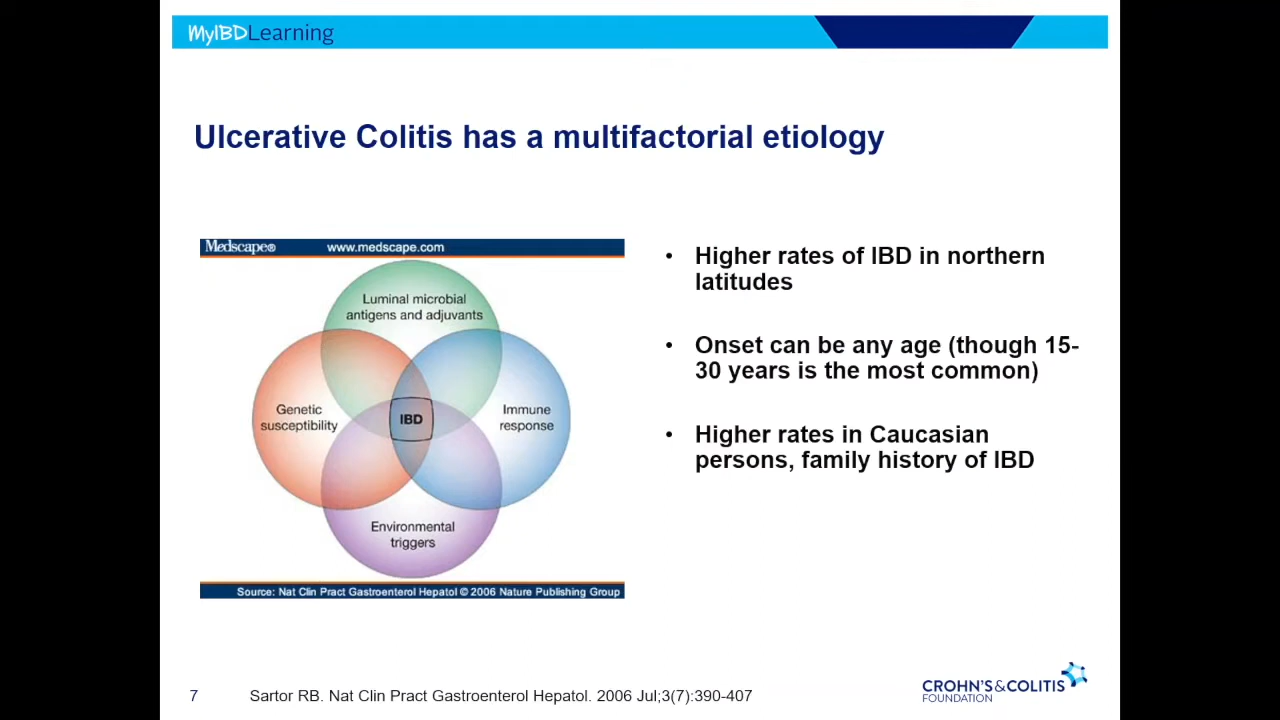 MyIBDLearning
Ulcerative Colitis has a multifactorial etiology
Medscape® www.medscape.com
Luminal microbial
antigens and adjuvants
Genetic
susceptibility
IBD
Immune
response
Environmental
triggers
Source: Nat Clin Pract Gastroenterol Hepatol © 2006 Nature Publishing Group
• Higher rates of IBD in northern
latitudes
• Onset can be any age (though 15-
30 years is the most common)
• Higher rates in Caucasian
persons, family history of IBD
7 Sartor RB. Nat Clin Pract Gastroenterol Hepatol. 2006 Jul;3(7):390-407
CROHN'S&COLITIS
FOUNDATION